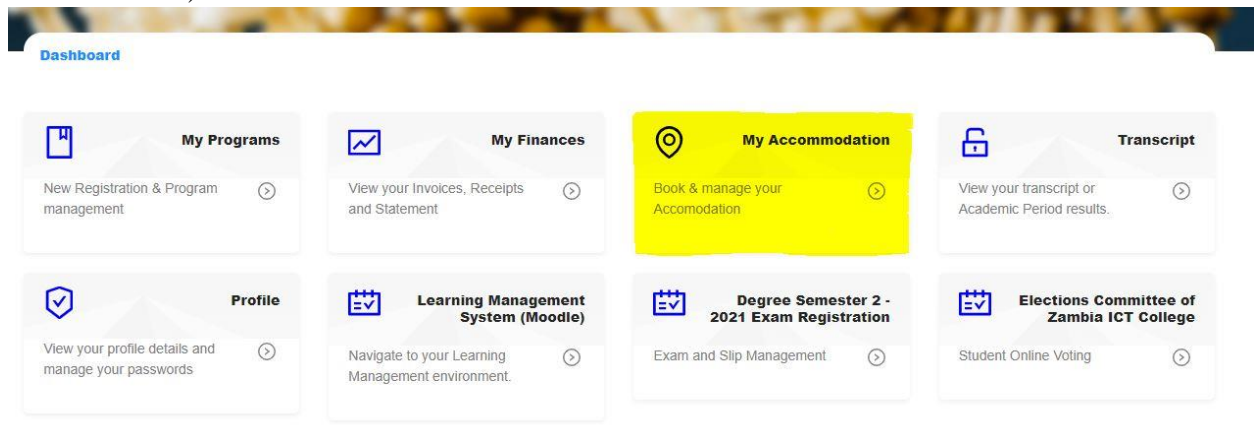 Dashboard
My Programs
New Registration & Program
management
My Finances
View your Invoices, Receipts
and Statement
My Accommodation
Book & manage your
Accomodation
Transcript
View your transcript or
Academic Period results.
Profile
View your profile details and
manage your passwords
Learning Management
System (Moodle)
Navigate to your Learning
Management environment.
Degree Semester 2 -
2021 Exam Registration
Exam and Slip Management
Elections Committee of
Zambia ICT College
Student Online Voting